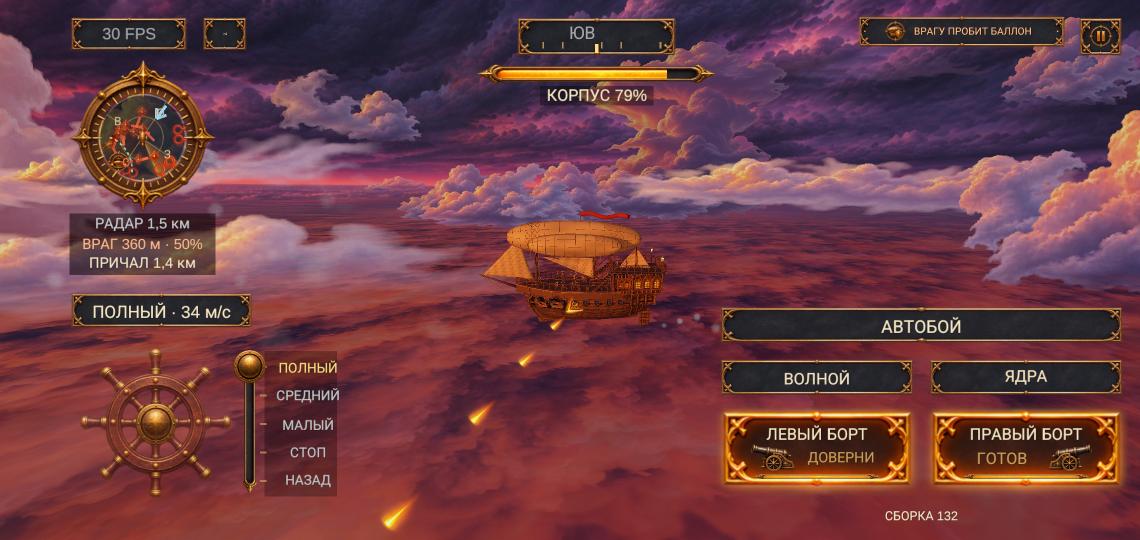 30 FPS
ЮВ
ВРАГУ ПРОБИТ БАЛЛОН
КОРПУС 79%
В
РАДАР 1,5 км
ВРАГ 360 м · 50%
ПРИЧАЛ 1,4 км
ПОЛНЫЙ · 34 м/с
ПОЛНЫЙ
СРЕДНИЙ
МАЛЫЙ
СТОП
НАЗАД
АВТОБОЙ
ВОЛНОЙ
ЯДРА
ЛЕВЫЙ БОРТ
ДОВЕРНИ
ПРАВЫЙ БОРТ
ГОТОВ
СБОРКА 132